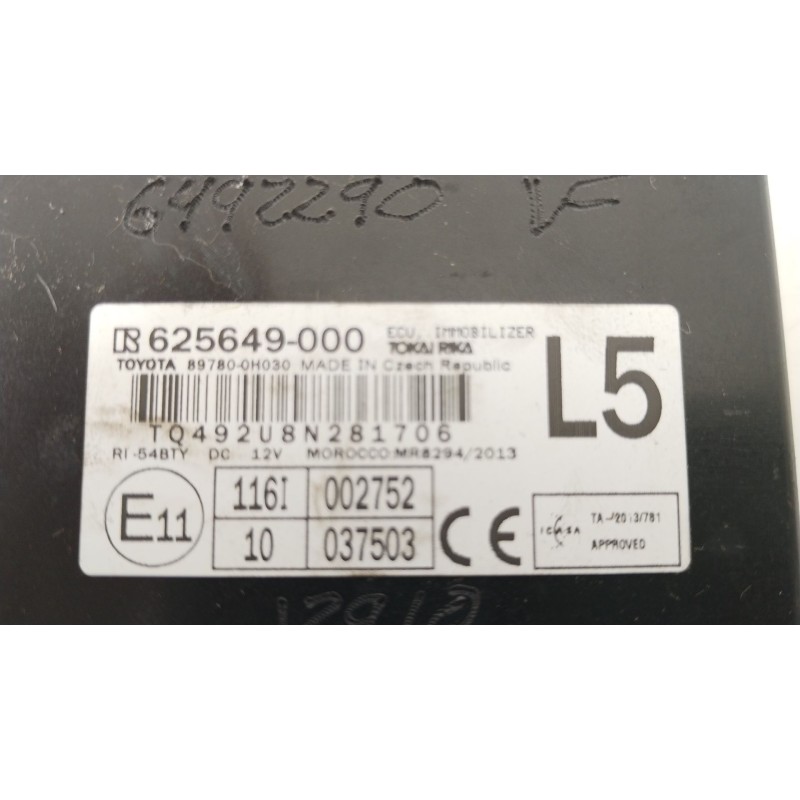 6492290 VF
R 625649-000 ECU, IMMOBILIZER
TOKAI RIKA
TOYOTA 89780-0H030 MADE IN Czech Republic
L5
TQ492U8N281706
RI-54BTY DC 12V MOROCCO:MR8294/2013
E11
116I 002752
10 037503
CE
ICASA
TA-2013/781
APPROVED